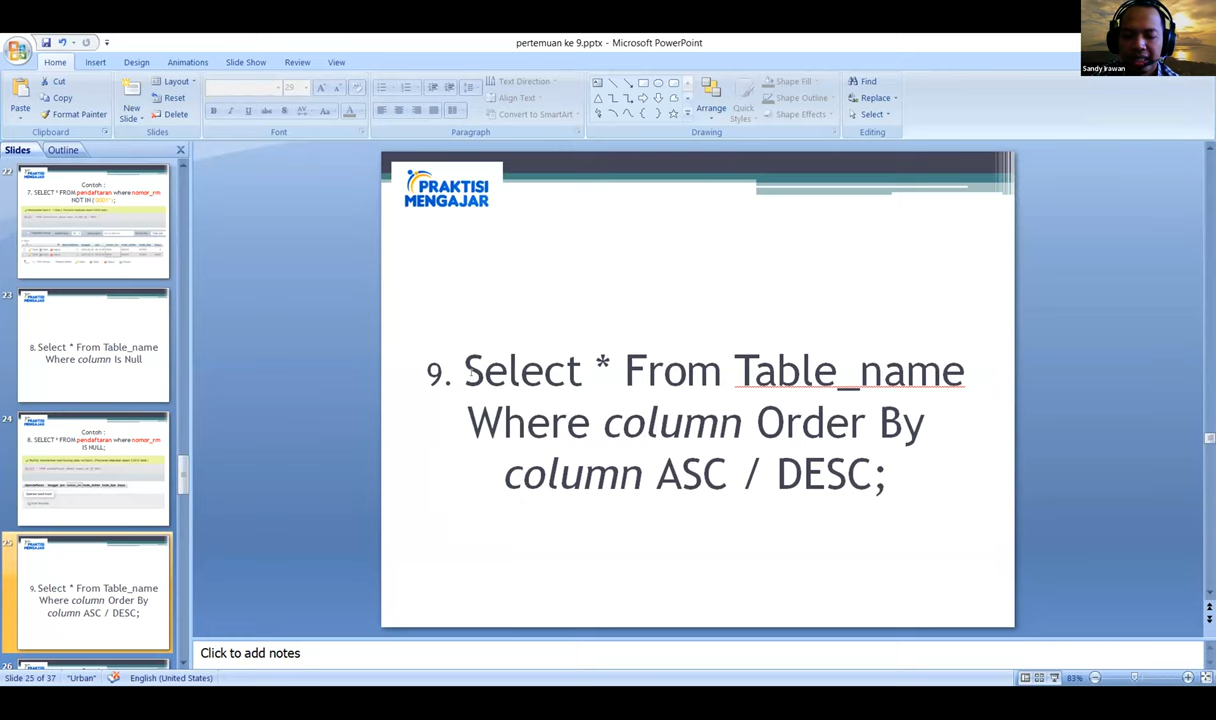 pertemuan ke 9.pptx - Microsoft PowerPoint
Sandy Irawan
Home Insert Design Animations Slide Show Review View
Paste
Cut
Copy
Format Painter
Clipboard
New Slide
Layout
Reset
Delete
Slides
29
Font
Text Direction
Align Text
Convert to SmartArt
Paragraph
Arrange
Quick Styles
Shape Fill
Shape Outline
Shape Effects
Drawing
Find
Replace
Select
Editing
Slides Outline
22
Contoh :
7. SELECT * FROM pendaftaran where nomor_rm
NOT IN ('0001');
23
8. Select * From Table_name
Where column Is Null
24
Contoh :
8. SELECT * FROM pendaftaran where nomor_rm
IS NULL;
25
9. Select * From Table_name
Where column Order By
column ASC / DESC;
26
PRAKTISI
MENGAJAR
9. Select * From Table_name
Where column Order By
column ASC / DESC;
Click to add notes
Slide 25 of 37 "Urban" English (United States) 83%